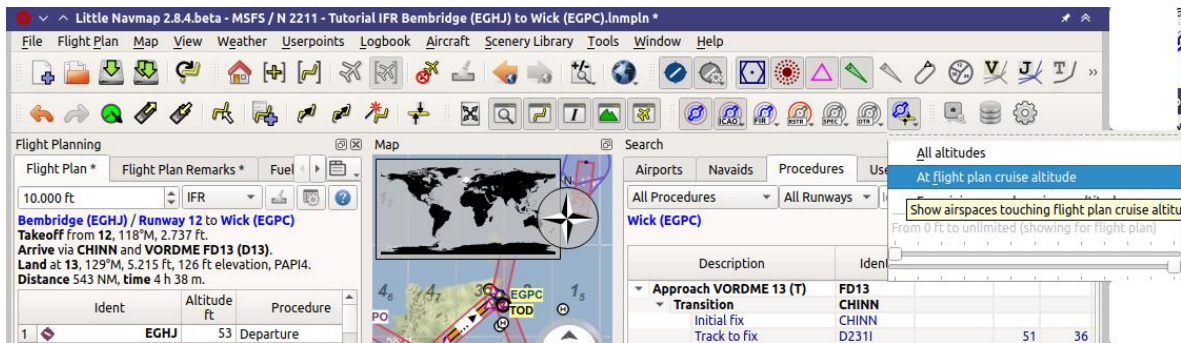 Little Navmap 2.8.4.beta - MSFS / N 2211 - Tutorial IFR Bembridge (EGHJ) to Wick (EGPC).lnmpln *
File Flight Plan Map View Weather Userpoints Logbook Aircraft Scenery Library Tools Window Help
ICAO FIR RSTR SPEC OTR
Flight Planning
Flight Plan * Flight Plan Remarks * Fuel
10.000 ft IFR
Bembridge (EGHJ) / Runway 12 to Wick (EGPC)
Takeoff from 12, 118°M, 2.737 ft.
Arrive via CHINN and VORDME FD13 (D13).
Land at 13, 129°M, 5.215 ft, 126 ft elevation, PAPI4.
Distance 543 NM, time 4 h 38 m.
Ident Altitude ft Procedure
1 EGHJ 53 Departure
Map
N
EGPC
TOD
PO
Search
Airports Navaids Procedures
All Procedures All Runways
Wick (EGPC)
Description
Approach VORDME 13 (T) FD13
Transition CHINN
Initial fix CHINN
Track to fix D231I 51 36
All altitudes
At flight plan cruise altitude
Show airspaces touching flight plan cruise altitu
From 0 ft to unlimited (showing for flight plan)